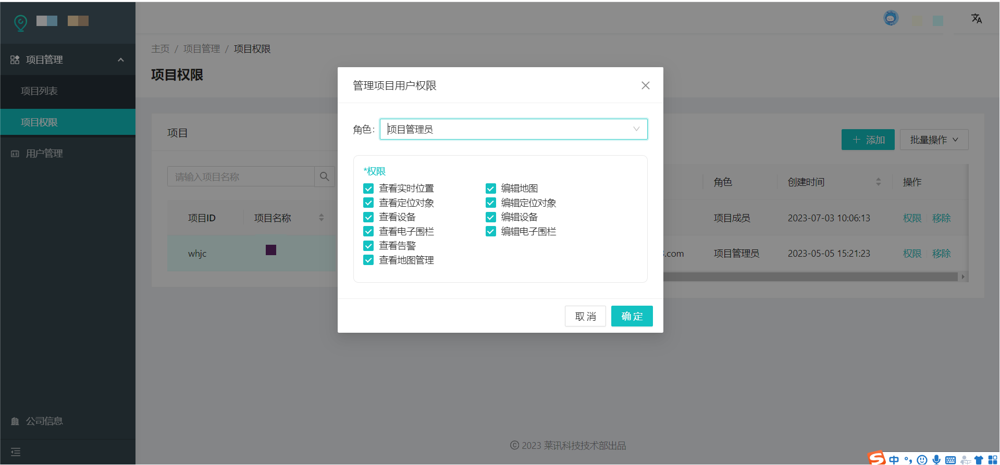 项目管理
项目列表
项目权限
用户管理
公司信息
主页 / 项目管理 / 项目权限
项目权限
项目
请输入项目名称
项目ID 项目名称
whjc
添加 批量操作
角色 创建时间 操作
项目成员 2023-07-03 10:06:13 权限 移除
.com 项目管理员 2023-05-05 15:21:23 权限 移除
管理项目用户权限
角色: 项目管理员
*权限
查看实时位置 编辑地图
查看定位对象 编辑定位对象
查看设备 编辑设备
查看电子围栏 编辑电子围栏
查看告警
查看地图管理
取 消 确 定
© 2023 莱讯科技技术部出品
中